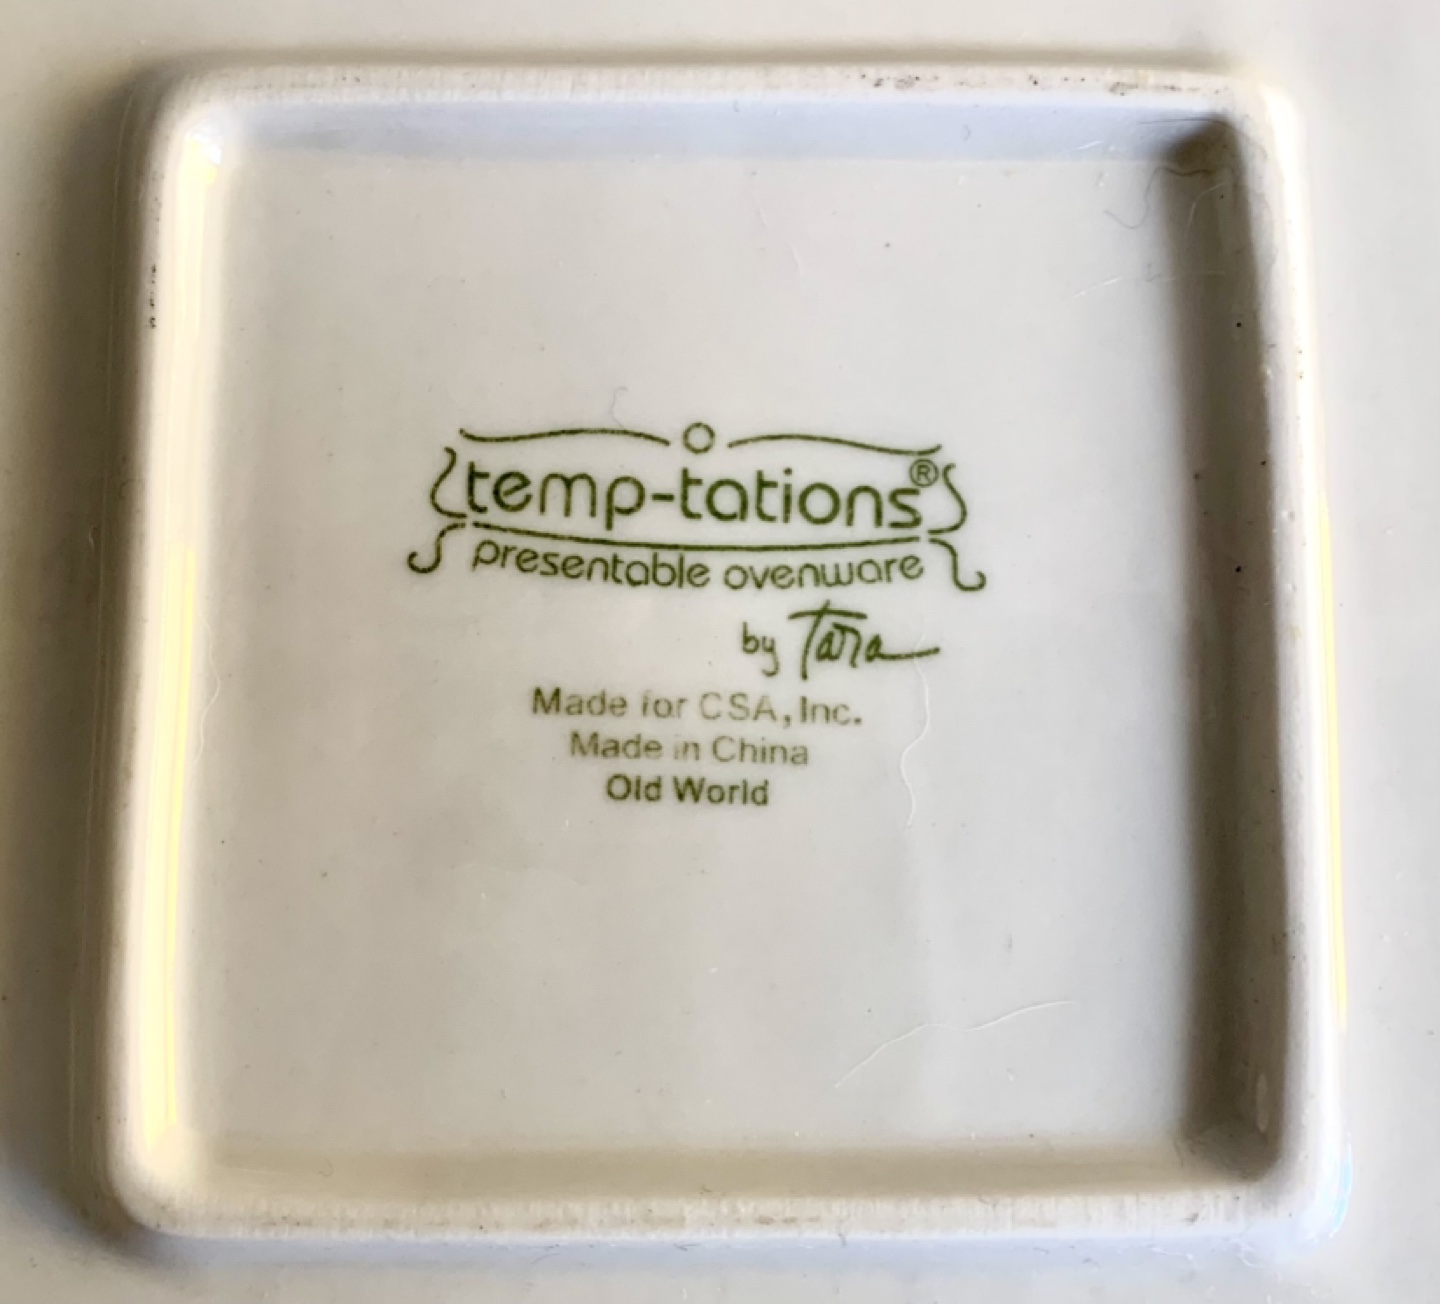 temp-tations®
presentable ovenware
by Tara
Made for CSA, Inc.
Made in China
Old World